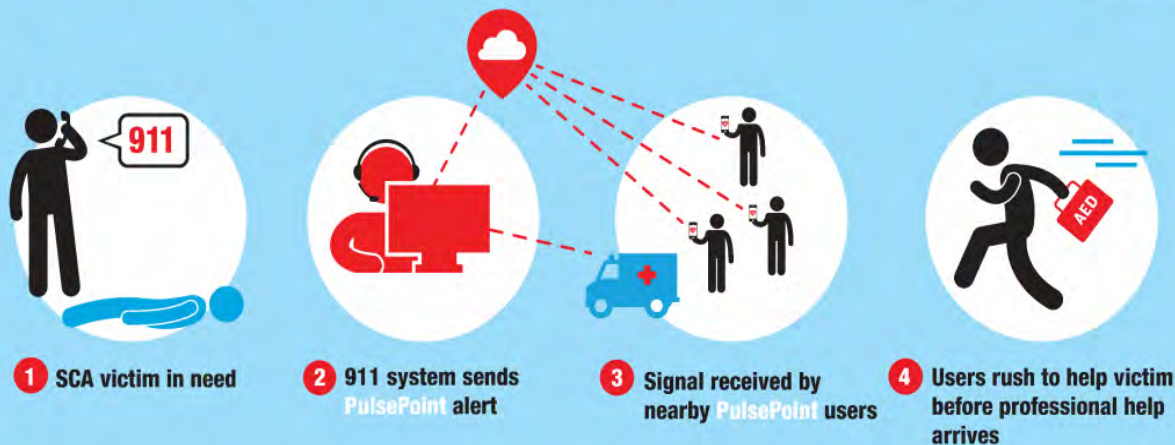 911
AED
1 SCA victim in need
2 911 system sends
PulsePoint alert
3 Signal received by
nearby PulsePoint users
4 Users rush to help victim
before professional help
arrives